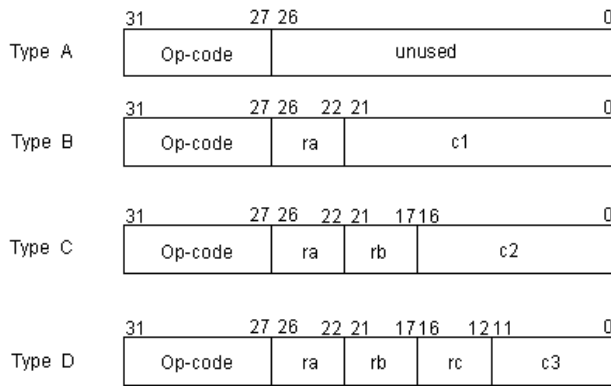 31 27 26 0
Type A Op-code unused
31 27 26 22 21 0
Type B Op-code ra c1
31 27 26 22 21 17 16 0
Type C Op-code ra rb c2
31 27 26 22 21 17 16 12 11 0
Type D Op-code ra rb rc c3